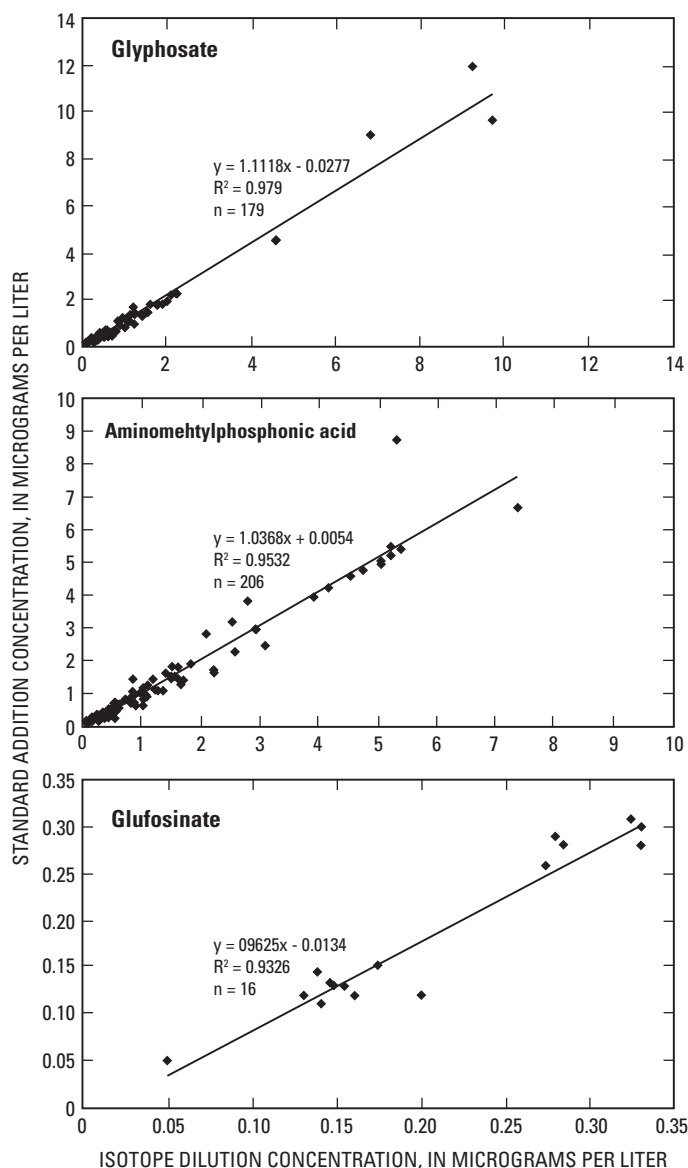 STANDARD ADDITION CONCENTRATION, IN MICROGRAMS PER LITER
Glyphosate
14
12
10
8
6
4
2
0
y = 1.1118x - 0.0277
R² = 0.979
n = 179
0 2 4 6 8 10 12 14
Aminomehtylphosphonic acid
10
9
8
7
6
5
4
3
2
1
0
y = 1.0368x + 0.0054
R² = 0.9532
n = 206
0 1 2 3 4 5 6 7 8 9 10
Glufosinate
0.35
0.30
0.25
0.20
0.15
0.10
0.05
0
y = 09625x - 0.0134
R² = 0.9326
n = 16
0 0.05 0.10 0.15 0.20 0.25 0.30 0.35
ISOTOPE DILUTION CONCENTRATION, IN MICROGRAMS PER LITER